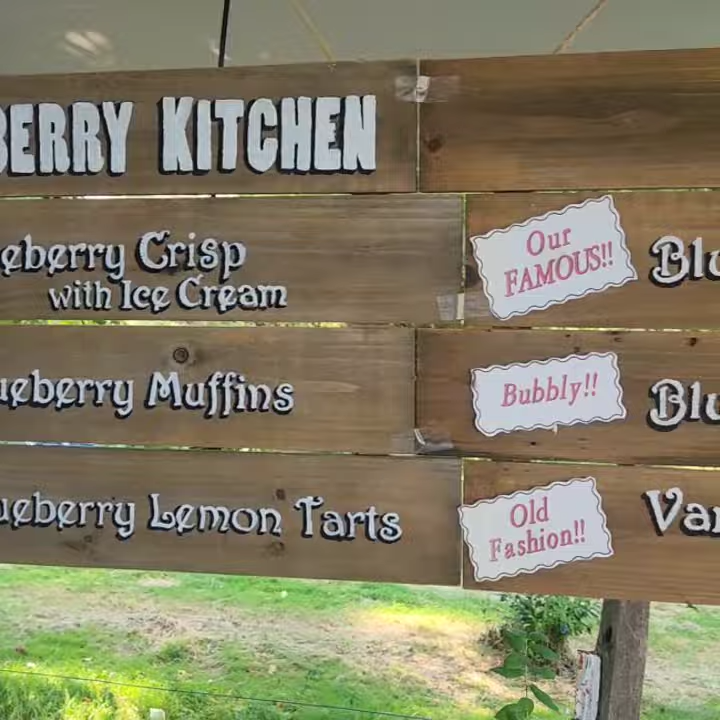 BERRY KITCHEN
eberry Crisp
with Ice Cream
Our
FAMOUS!!
Blu
ueberry Muffins
Bubbly!!
Blu
ueberry Lemon Tarts
Old
Fashion!!
Van